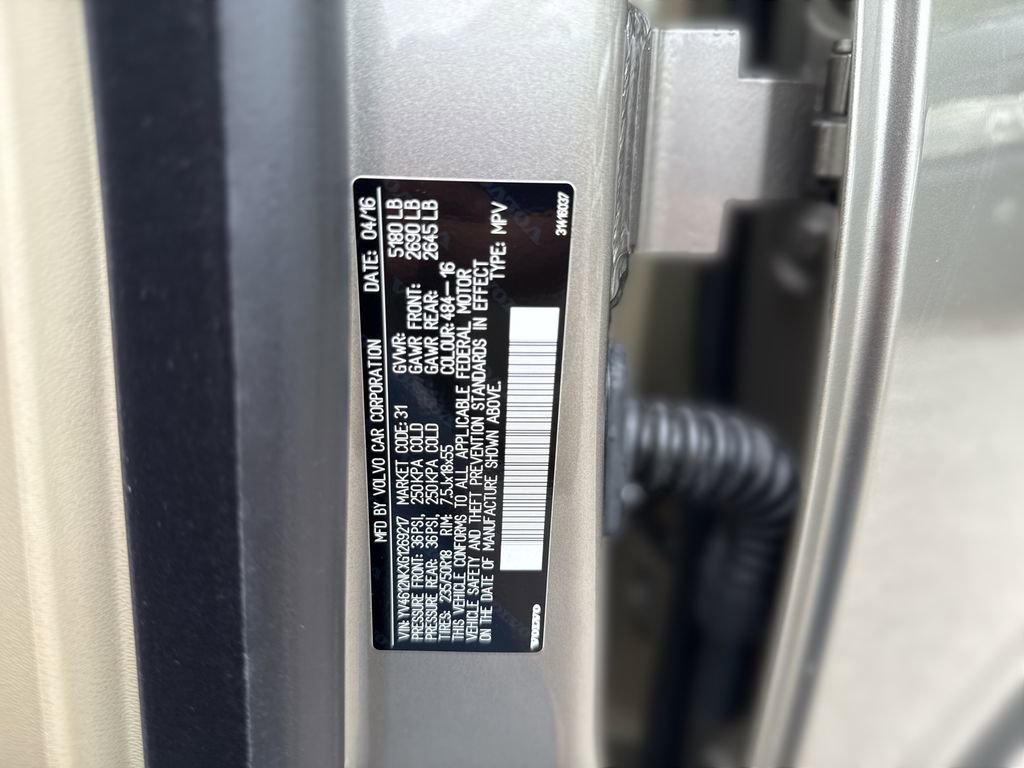 MFD BY VOLVO CAR CORPORATION DATE: 04/16
VIN: YV4612NKXG1269217 MARKET CODE: 31 GVWR: 5180 LB
PRESSURE FRONT: 36PSI, 250KPA COLD GAWR FRONT: 2690 LB
PRESSURE REAR: 36PSI, 250KPA COLD GAWR REAR: 2645 LB
TIRES: 235/50R18 RIM: 7.5Jx18x55 COLOUR: 484-16
THIS VEHICLE CONFORMS TO ALL APPLICABLE FEDERAL MOTOR
VEHICLE SAFETY AND THEFT PREVENTION STANDARDS IN EFFECT
ON THE DATE OF MANUFACTURE SHOWN ABOVE. TYPE: MPV
VOLVO 31416037